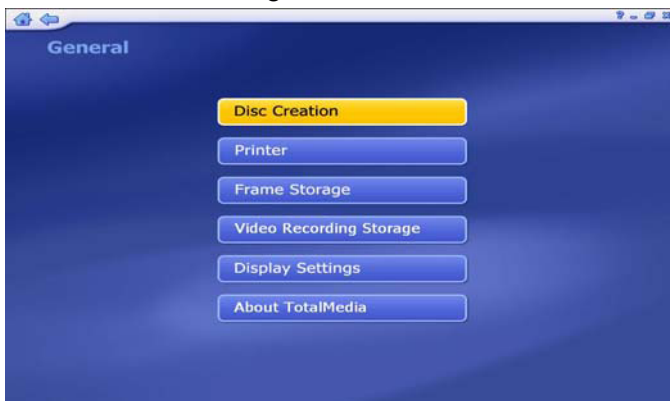 General
Disc Creation
Printer
Frame Storage
Video Recording Storage
Display Settings
About TotalMedia